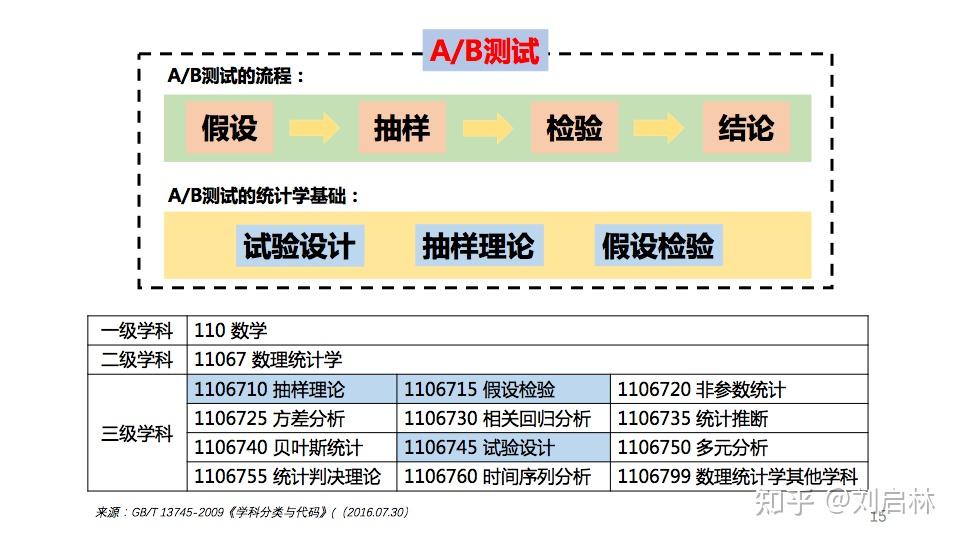 A/B测试
A/B测试的流程：
假设 抽样 检验 结论
A/B测试的统计学基础：
试验设计 抽样理论 假设检验
一级学科 110 数学
二级学科 11067 数理统计学
三级学科
1106710 抽样理论 1106715 假设检验 1106720 非参数统计
1106725 方差分析 1106730 相关回归分析 1106735 统计推断
1106740 贝叶斯统计 1106745 试验设计 1106750 多元分析
1106755 统计判决理论 1106760 时间序列分析 1106799 数理统计学其他学科
来源：GB/T 13745-2009《学科分类与代码》(（2016.07.30）
知乎 @刘启林
15